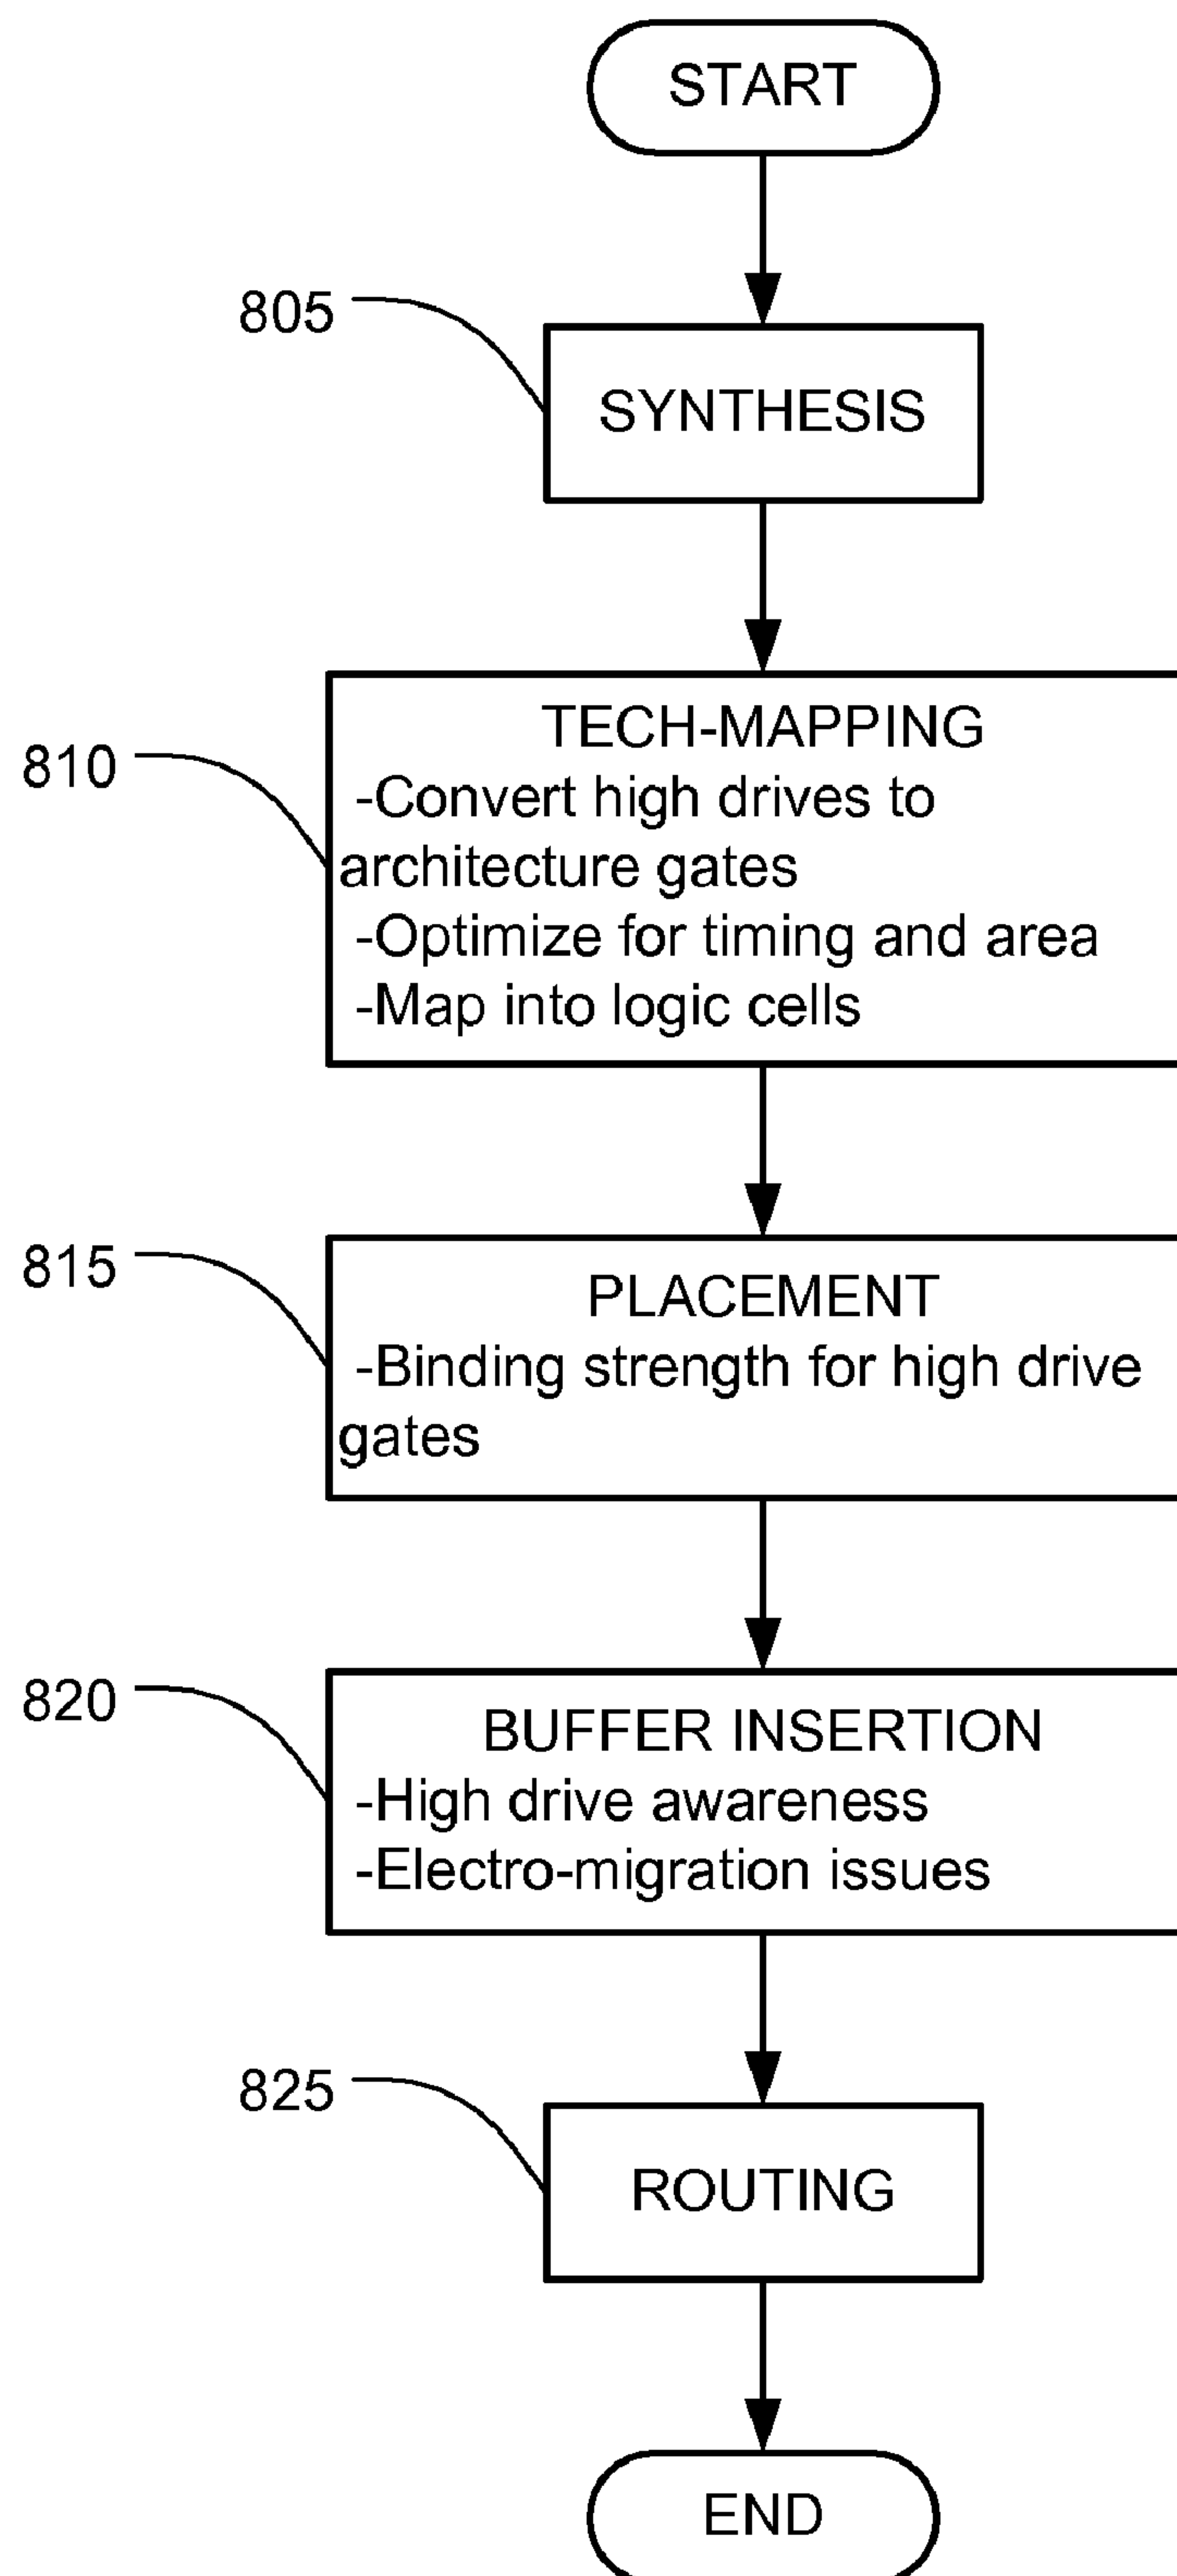 START
805
SYNTHESIS
810
TECH-MAPPING
-Convert high drives to
architecture gates
-Optimize for timing and area
-Map into logic cells
815
PLACEMENT
-Binding strength for high drive
gates
820
BUFFER INSERTION
-High drive awareness
-Electro-migration issues
825
ROUTING
END